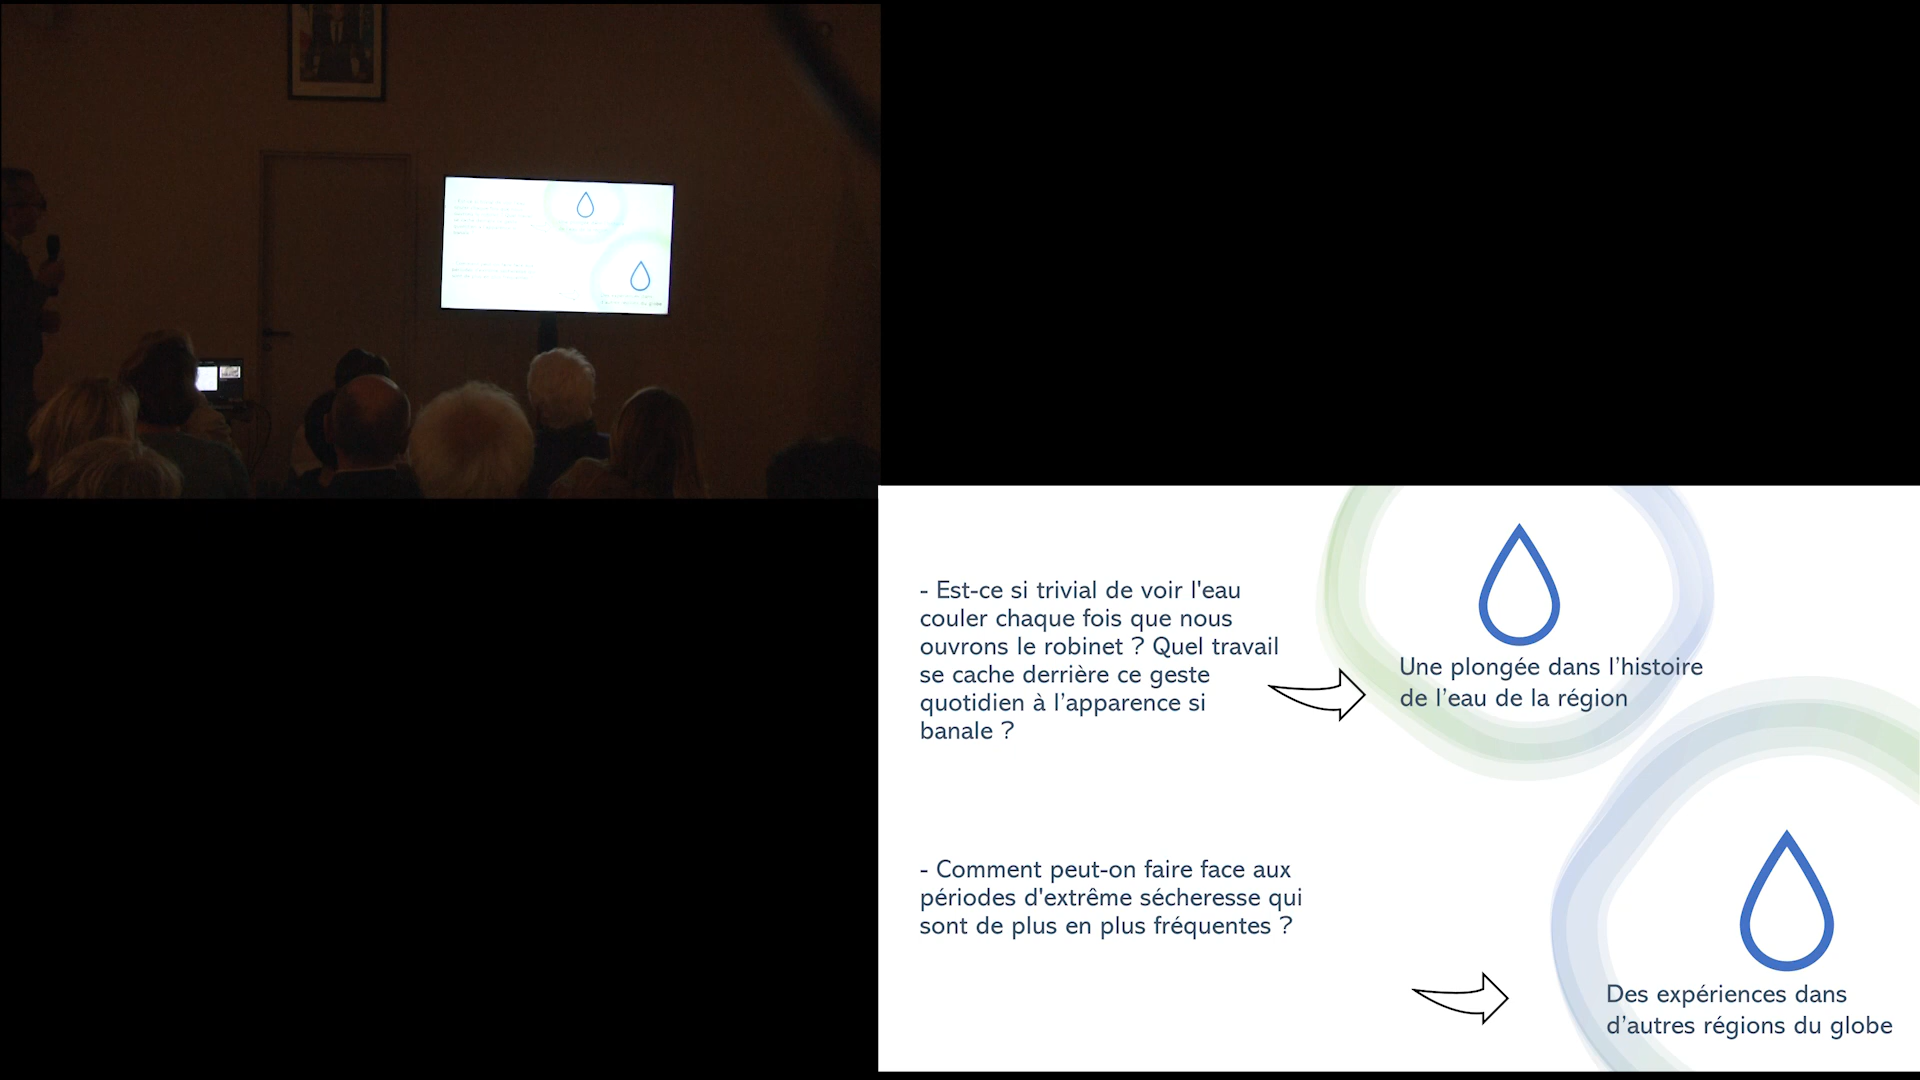 - Est-ce si trivial de voir l'eau
couler chaque fois que nous
ouvrons le robinet ? Quel travail
se cache derrière ce geste
quotidien à l’apparence si
banale ?
Une plongée dans l’histoire
de l’eau de la région
- Comment peut-on faire face aux
périodes d'extrême sécheresse qui
sont de plus en plus fréquentes ?
Des expériences dans
d’autres régions du globe